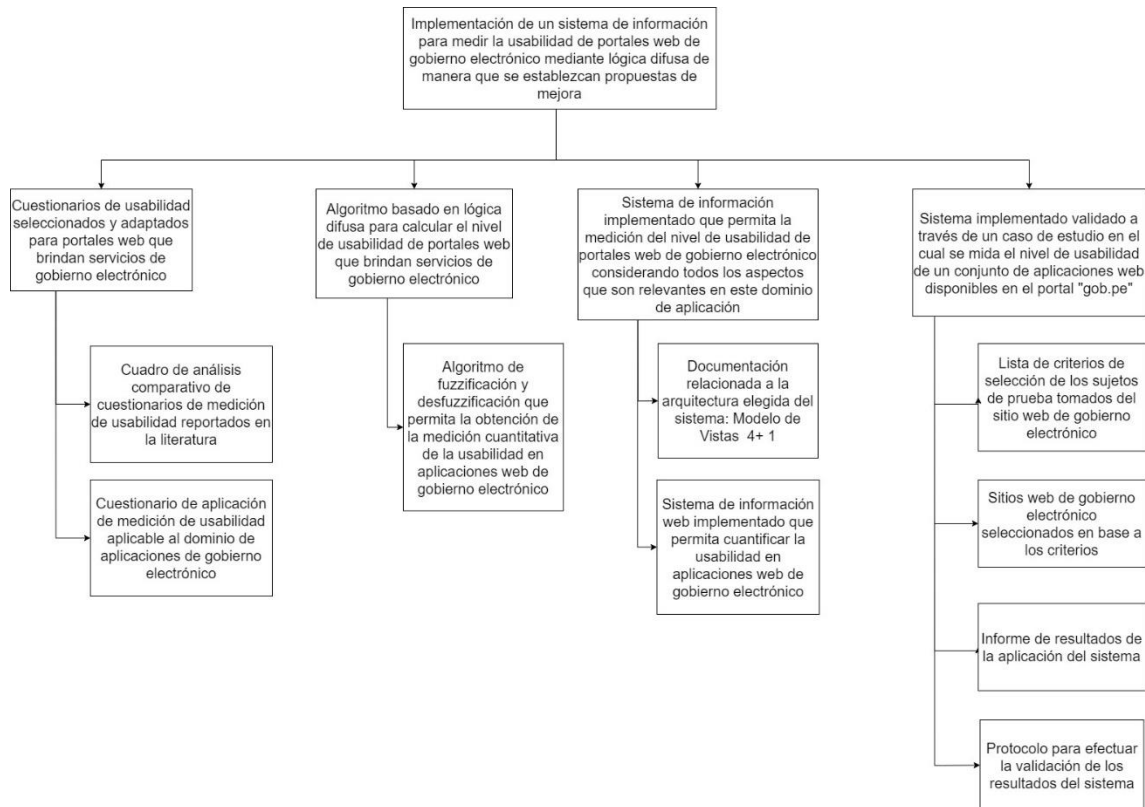 Implementación de un sistema de información
para medir la usabilidad de portales web de
gobierno electrónico mediante lógica difusa de
manera que se establezcan propuestas de
mejora
Cuestionarios de usabilidad
seleccionados y adaptados
para portales web que
brindan servicios de
gobierno electrónico
Cuadro de análisis
comparativo de
cuestionarios de medición
de usabilidad reportados en
la literatura
Cuestionario de aplicación
de medición de usabilidad
aplicable al dominio de
aplicaciones de gobierno
electrónico
Algoritmo basado en lógica
difusa para calcular el nivel
de usabilidad de portales web
que brindan servicios de
gobierno electrónico
Algoritmo de
fuzzificación y
desfuzzificación que
permita la obtención de
la medición cuantitativa
de la usabilidad en
aplicaciones web de
gobierno electrónico
Sistema de información
implementado que permita la
medición del nivel de usabilidad de
portales web de gobierno electrónico
considerando todos los aspectos
que son relevantes en este dominio
de aplicación
Documentación
relacionada a la
arquitectura elegida del
sistema: Modelo de
Vistas 4+ 1
Sistema de información
web implementado que
permita cuantificar la
usabilidad en
aplicaciones web de
gobierno electrónico
Sistema implementado validado a
través de un caso de estudio en el
cual se mida el nivel de usabilidad
de un conjunto de aplicaciones web
disponibles en el portal "gob.pe"
Lista de criterios de
selección de los sujetos
de prueba tomados del
sitio web de gobierno
electrónico
Sitios web de gobierno
electrónico
seleccionados en base a
los criterios
Informe de resultados de
la aplicación del sistema
Protocolo para efectuar
la validación de los
resultados del sistema